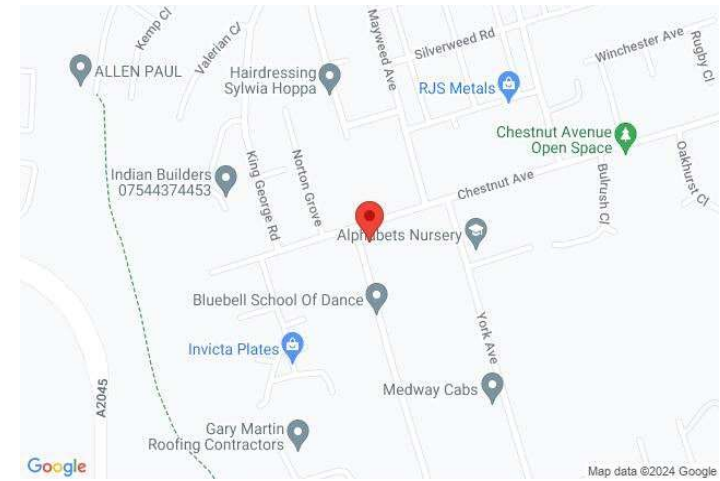 Kemp Cl
Valerian Cl
Mayweed Ave
Silverweed Rd
Winchester Ave
Rugby Cl
ALLEN PAUL
Hairdressing
Sylwia Hoppa
RJS Metals
Chestnut Avenue
Open Space
Indian Builders
07544374453
King George Rd
Norton Grove
Chestnut Ave
Bulrush Cl
Oakhurst Cl
Alphabets Nursery
Bluebell School Of Dance
Invicta Plates
York Ave
A2045
Medway Cabs
Gary Martin
Roofing Contractors
Google
Map data ©2024 Google